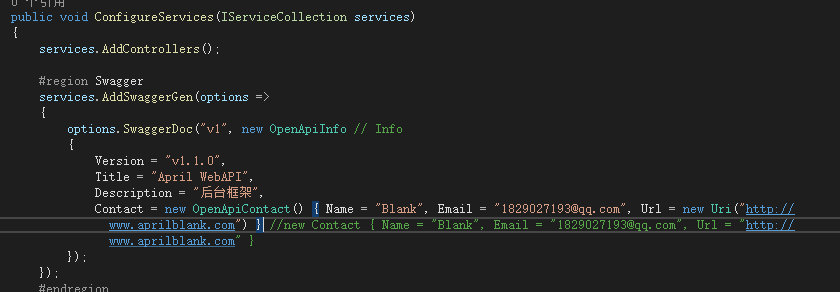 0 个引用
public void ConfigureServices(IServiceCollection services)
{
services.AddControllers();
#region Swagger
services.AddSwaggerGen(options =>
{
options.SwaggerDoc("v1", new OpenApiInfo // Info
{
Version = "v1.1.0",
Title = "April WebAPI",
Description = "后台框架",
Contact = new OpenApiContact() { Name = "Blank", Email = "1829027193@qq.com", Url = new Uri("http://
www.aprilblank.com") } //new Contact { Name = "Blank", Email = "1829027193@qq.com", Url = "http://
www.aprilblank.com" }
});
});
#endregion